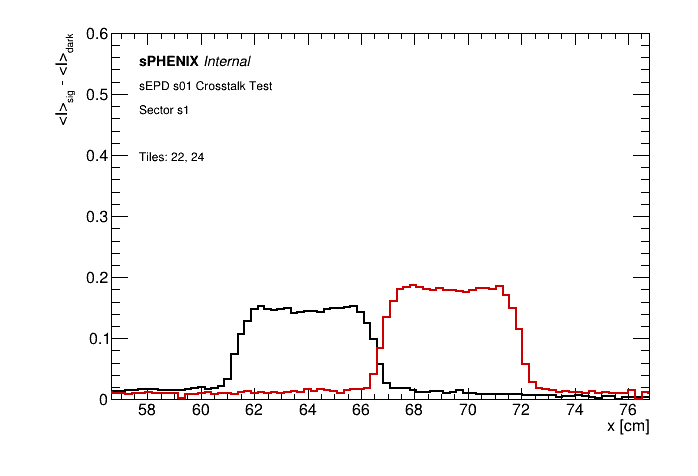 0.6
<I>sig - <I>dark
sPHENIX Internal
sEPD s01 Crosstalk Test
0.5
Sector s1
0.4
Tiles: 22, 24
0.3
0.2
0.1
0
58 60 62 64 66 68 70 72 74 76
x [cm]